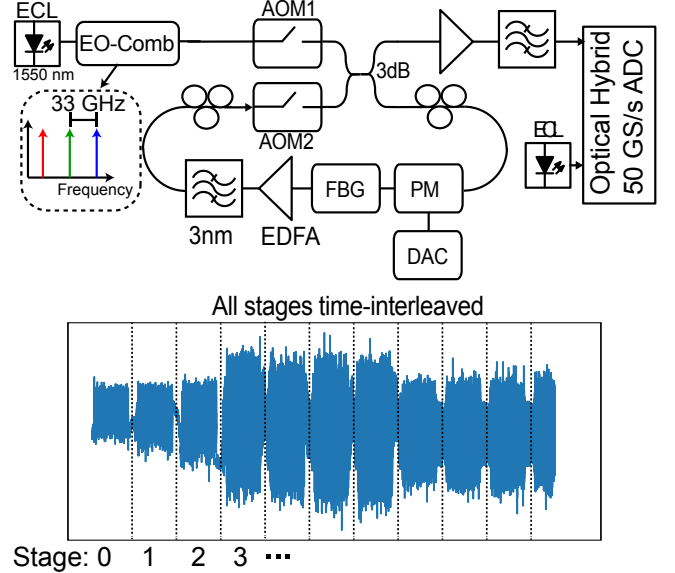 ECL
EO-Comb
AOM1
1550 nm
3dB
33 GHz
AOM2
Frequency
ECL
Optical Hybrid
50 GS/s ADC
FBG
PM
3nm
EDFA
DAC
All stages time-interleaved
Stage: 0 1 2 3 ...